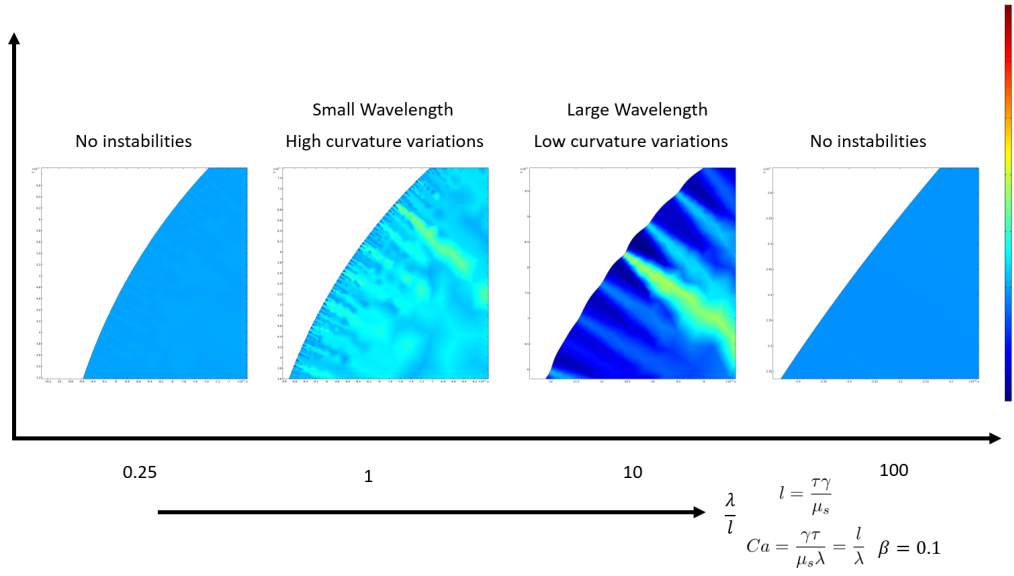 Small Wavelength
Large Wavelength
No instabilities
High curvature variations
Low curvature variations
No instabilities
0.25
1
10
100
λ/l
l = τγ/μ_s
Ca = γτ/μ_sλ = l/λ
β = 0.1